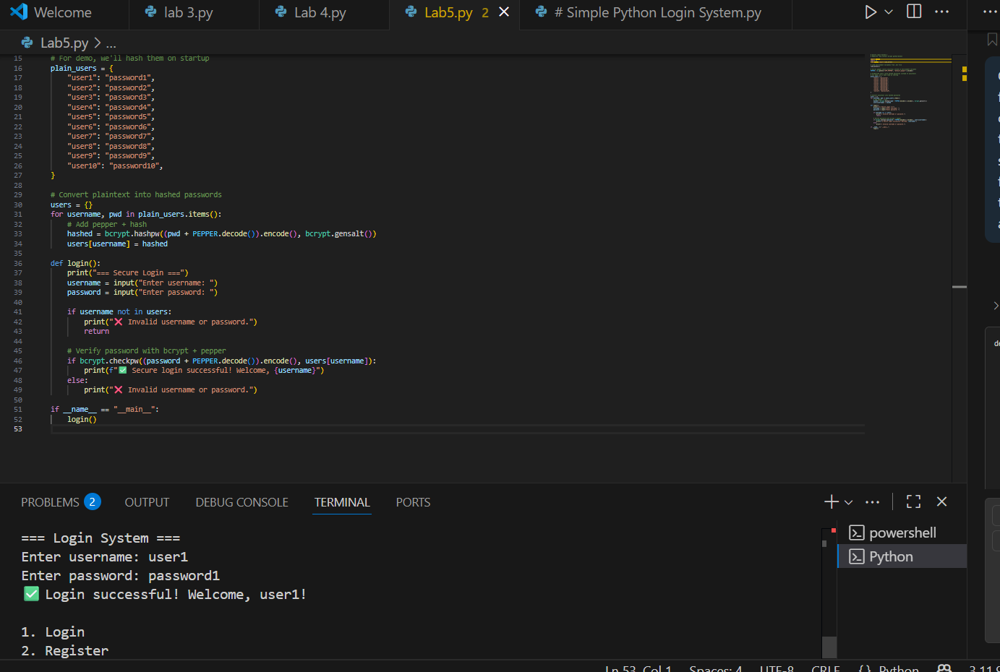 Welcome
lab 3.py
Lab 4.py
Lab5.py 2
# Simple Python Login System.py
Lab5.py > ...
15 # For demo, we'll hash them on startup
16 plain_users = {
17 "user1": "password1",
18 "user2": "password2",
19 "user3": "password3",
20 "user4": "password4",
21 "user5": "password5",
22 "user6": "password6",
23 "user7": "password7",
24 "user8": "password8",
25 "user9": "password9",
26 "user10": "password10",
27 }
28
29 # Convert plaintext into hashed passwords
30 users = {}
31 for username, pwd in plain_users.items():
32 # Add pepper + hash
33 hashed = bcrypt.hashpw((pwd + PEPPER.decode()).encode(), bcrypt.gensalt())
34 users[username] = hashed
35
36 def login():
37 print("=== Secure Login ===")
38 username = input("Enter username: ")
39 password = input("Enter password: ")
40
41 if username not in users:
42 print("❌ Invalid username or password.")
43 return
44
45 # Verify password with bcrypt + pepper
46 if bcrypt.checkpw((password + PEPPER.decode()).encode(), users[username]):
47 print(f"✅ Secure login successful! Welcome, {username}")
48 else:
49 print("❌ Invalid username or password.")
50
51 if __name__ == "__main__":
52 login()
53
PROBLEMS 2
OUTPUT
DEBUG CONSOLE
TERMINAL
PORTS
=== Login System ===
Enter username: user1
Enter password: password1
✅ Login successful! Welcome, user1!
1. Login
2. Register
powershell
Python
Ln 53, Col 1
Spaces: 4
UTF-8
CRLF
{} Python
3.11.9